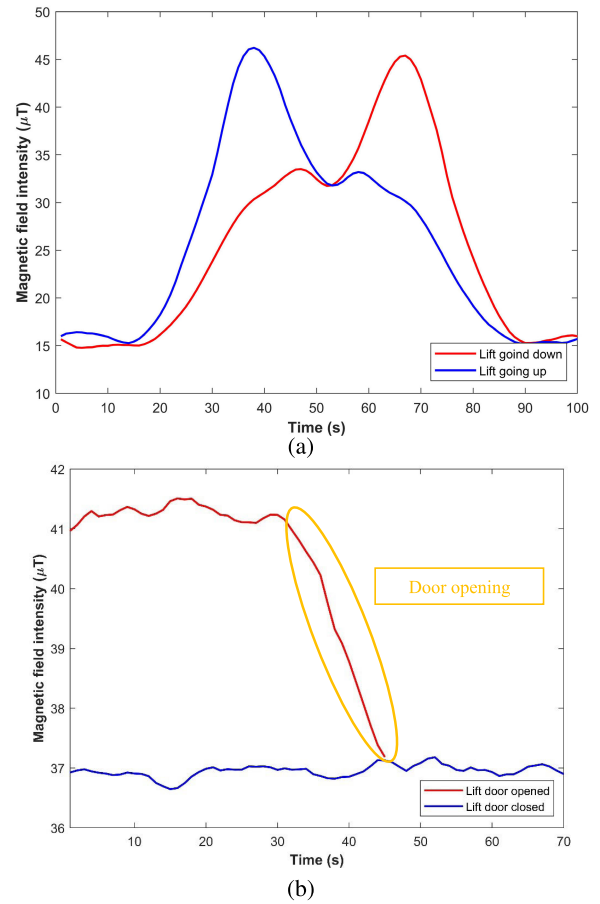 50
45
40
35
30
25
20
15
10
Magnetic field intensity (μT)
0 10 20 30 40 50 60 70 80 90 100
Time (s)
Lift goind down
Lift going up
(a)
42
41
40
39
38
37
36
Magnetic field intensity (μT)
Door opening
Lift door opened
Lift door closed
10 20 30 40 50 60 70
Time (s)
(b)